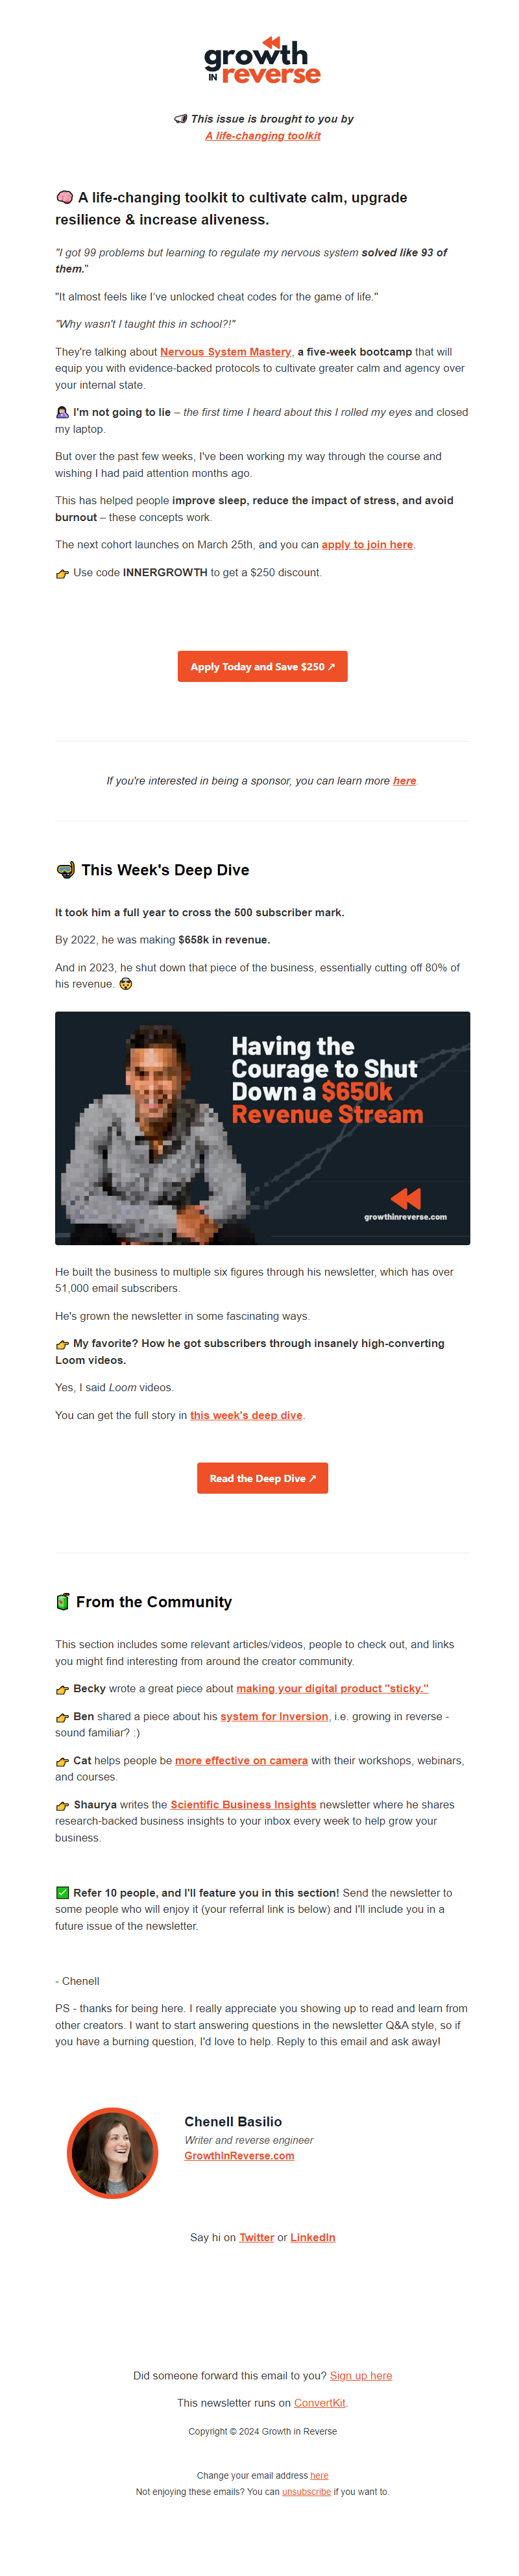 growth
IN reverse
This issue is brought to you by
A life-changing toolkit
A life-changing toolkit to cultivate calm, upgrade
resilience & increase aliveness.
"I got 99 problems but learning to regulate my nervous system solved like 93 of
them."
"It almost feels like I've unlocked cheat codes for the game of life."
"Why wasn't I taught this in school?!"
They're talking about Nervous System Mastery, a five-week bootcamp that will
equip you with evidence-backed protocols to cultivate greater calm and agency over
your internal state.
I'm not going to lie – the first time I heard about this I rolled my eyes and closed
my laptop.
But over the past few weeks, I've been working my way through the course and
wishing I had paid attention months ago.
This has helped people improve sleep, reduce the impact of stress, and avoid
burnout – these concepts work.
The next cohort launches on March 25th, and you can apply to join here.
👉 Use code INNERGROWTH to get a $250 discount.
Apply Today and Save $250 ↗
If you're interested in being a sponsor, you can learn more here.
This Week's Deep Dive
It took him a full year to cross the 500 subscriber mark.
By 2022, he was making $658k in revenue.
And in 2023, he shut down that piece of the business, essentially cutting off 80% of
his revenue. 🤯
Having the
Courage to Shut
Down a $650k
Revenue Stream
growthinreverse.com
He built the business to multiple six figures through his newsletter, which has over
51,000 email subscribers.
He's grown the newsletter in some fascinating ways.
👉 My favorite? How he got subscribers through insanely high-converting
Loom videos.
Yes, I said Loom videos.
You can get the full story in this week's deep dive.
Read the Deep Dive ↗
From the Community
This section includes some relevant articles/videos, people to check out, and links
you might find interesting from around the creator community.
👉 Becky wrote a great piece about making your digital product "sticky."
👉 Ben shared a piece about his system for Inversion, i.e. growing in reverse -
sound familiar? :)
👉 Cat helps people be more effective on camera with their workshops, webinars,
and courses.
👉 Shaurya writes the Scientific Business Insights newsletter where he shares
research-backed business insights to your inbox every week to help grow your
business.
✅ Refer 10 people, and I'll feature you in this section! Send the newsletter to
some people who will enjoy it (your referral link is below) and I'll include you in a
future issue of the newsletter.
- Chenell
PS - thanks for being here. I really appreciate you showing up to read and learn from
other creators. I want to start answering questions in the newsletter Q&A style, so if
you have a burning question, I'd love to help. Reply to this email and ask away!
Chenell Basilio
Writer and reverse engineer
GrowthInReverse.com
Say hi on Twitter or LinkedIn
Did someone forward this email to you? Sign up here
This newsletter runs on ConvertKit.
Copyright © 2024 Growth in Reverse
Change your email address here
Not enjoying these emails? You can unsubscribe if you want to.